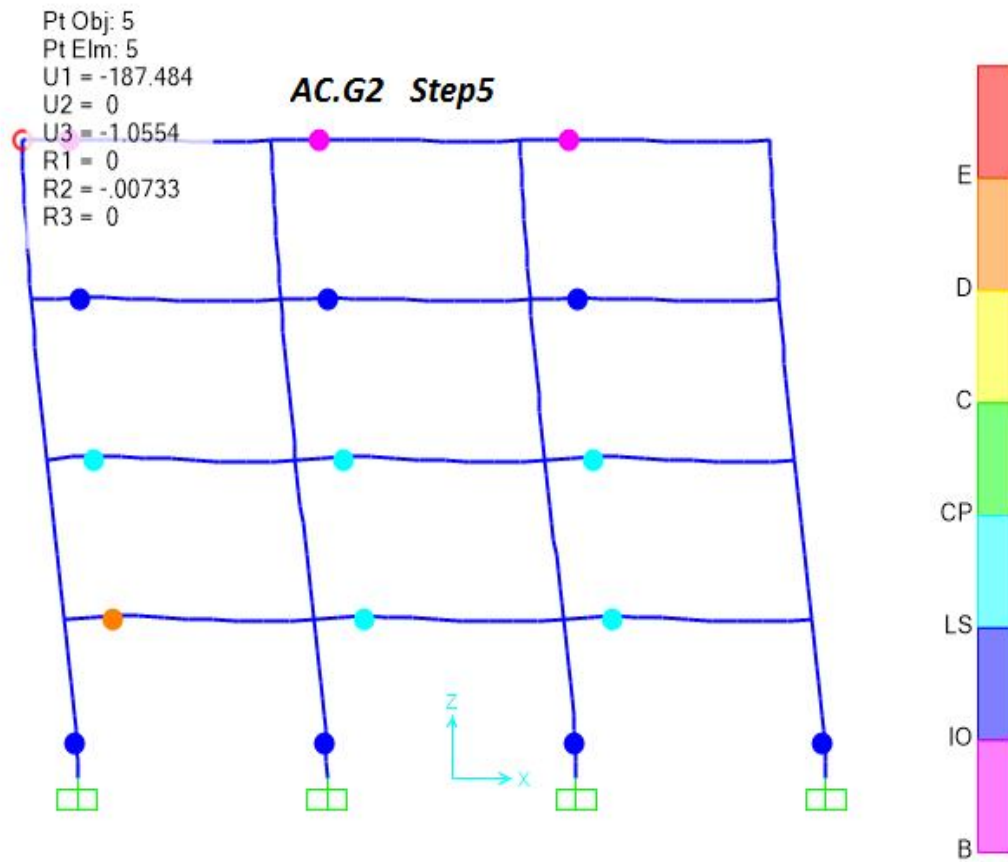 Pt Obj: 5
Pt Elm: 5
U1 = -187.484
U2 = 0
U3 = -1.0554
R1 = 0
R2 = -.00733
R3 = 0
AC.G2 Step5
E
D
C
CP
LS
IO
B
Z
X